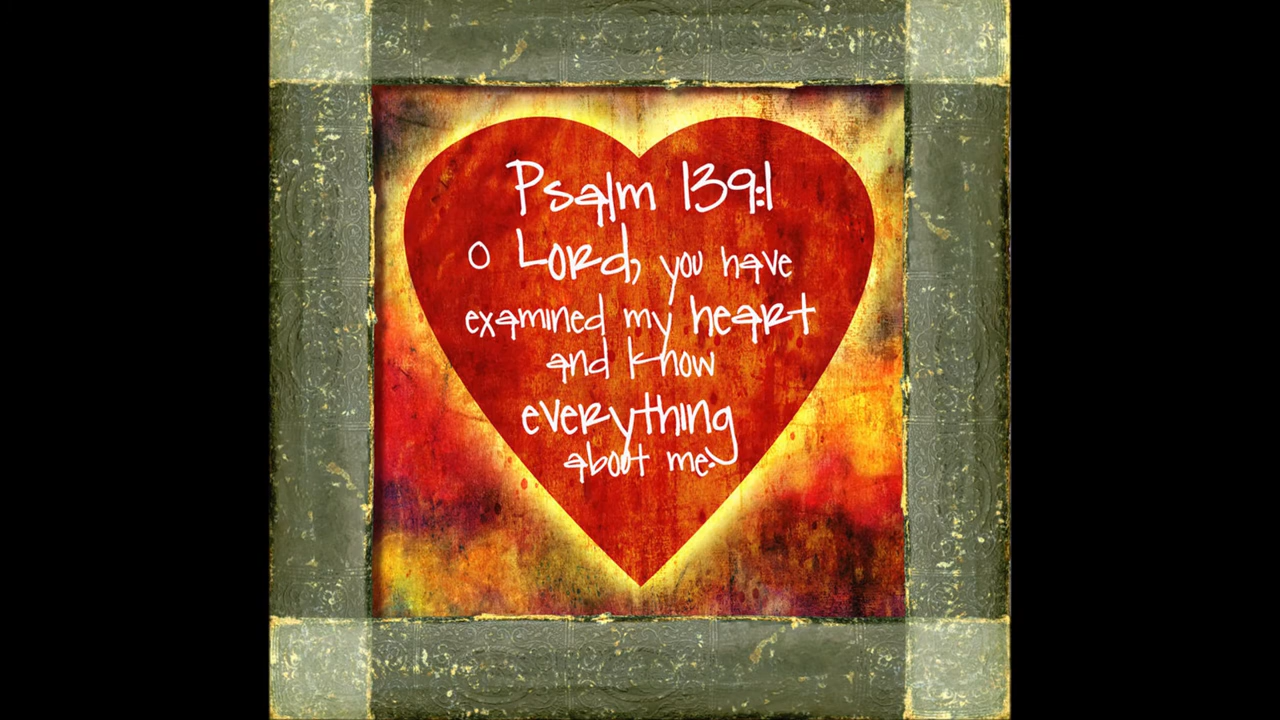 Psalm 139:1
o Lord, you have
examined my heart
and know
everything
about me.